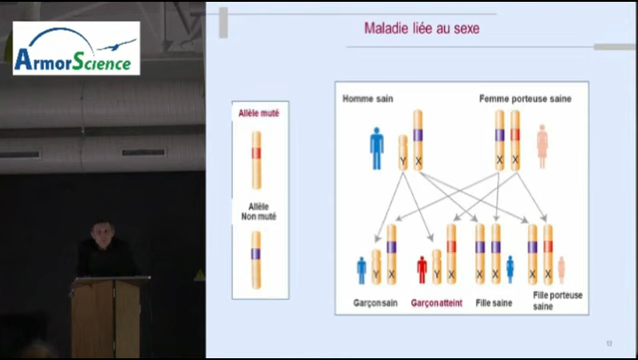 ArmorScience
Maladie liée au sexe
Allèle muté
Allèle
Non muté
Homme sain
Femme porteuse saine
Y X
X X
Y X
Y X
X X
X X
Garçon sain
Garçon atteint
Fille saine
Fille porteuse
saine
13